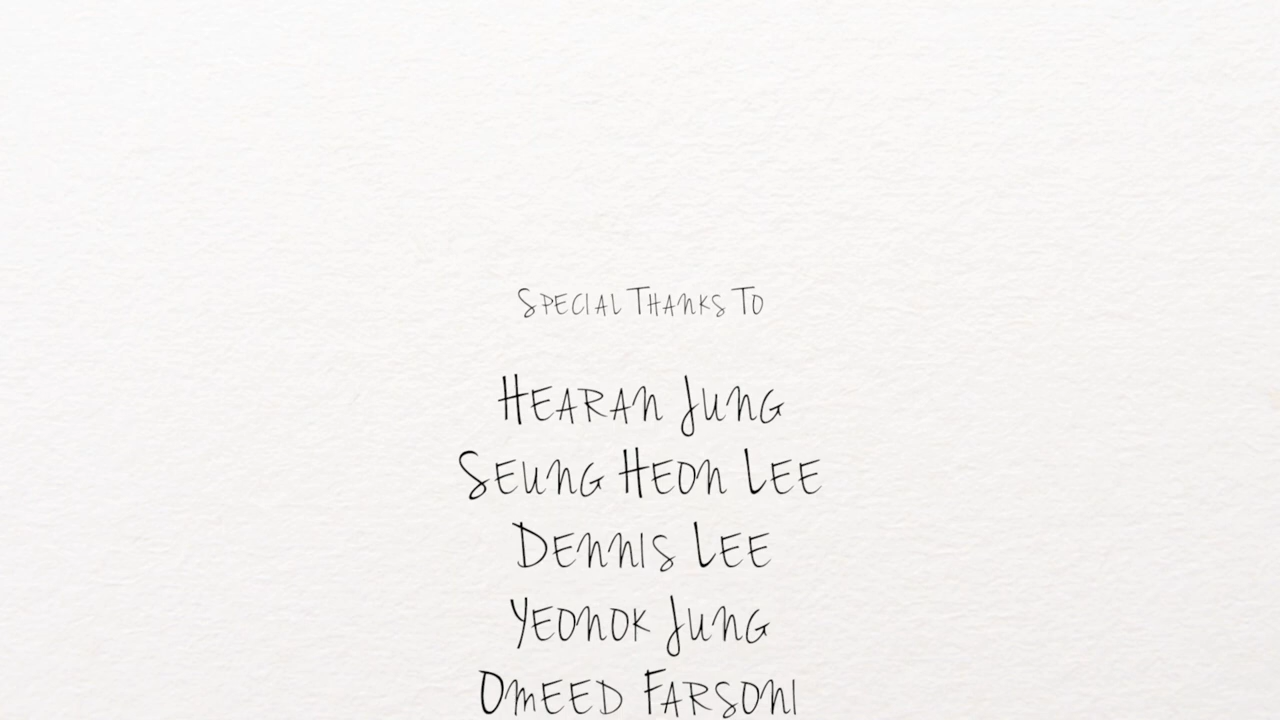 Special Thanks To
Hearan Jung
Seung Heon Lee
Dennis Lee
Yeonok Jung
Omeed Farsoni